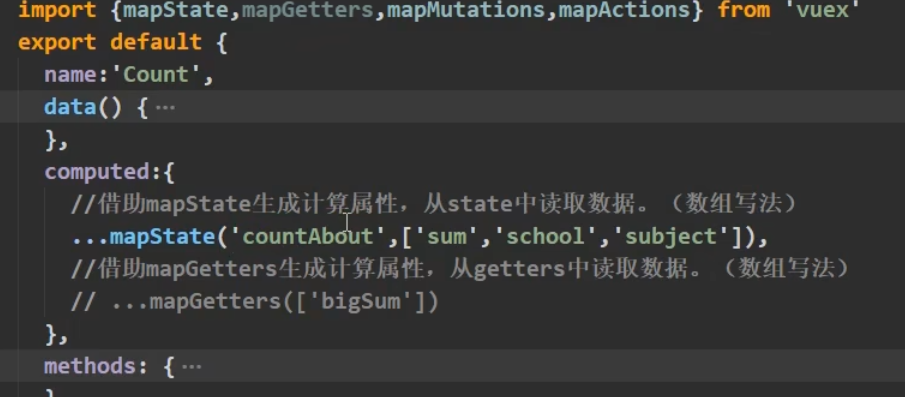 import {mapState,mapGetters,mapMutations,mapActions} from 'vuex'
export default {
name:'Count',
data() { ···
},
computed:{
//借助mapState生成计算属性，从state中读取数据。（数组写法）
...mapState('countAbout',['sum','school','subject']),
//借助mapGetters生成计算属性，从getters中读取数据。（数组写法）
// ...mapGetters(['bigSum'])
},
methods: { ···
}